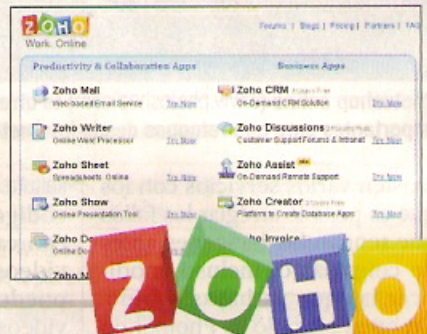 ZOHO
Work. Online
Forums | Blogs | Pricing | Partners | FAQ
Productivity & Collaboration Apps
Zoho Mail
Web-based Email Service Try Now
Zoho Writer
Online Word Processor Try Now
Zoho Sheet
Spreadsheets. Online Try Now
Zoho Show
Online Presentation Tool Try Now
Zoho
Online
Zoho
Business Apps
Zoho CRM
On-Demand CRM Solution Try Now
Zoho Discussions
Customer Support Forums & Intranet Try Now
Zoho Assist
On-Demand Remote Support Try Now
Zoho Creator
Platform to Create Database Apps Try Now
Zoho Invoice
ZOHO